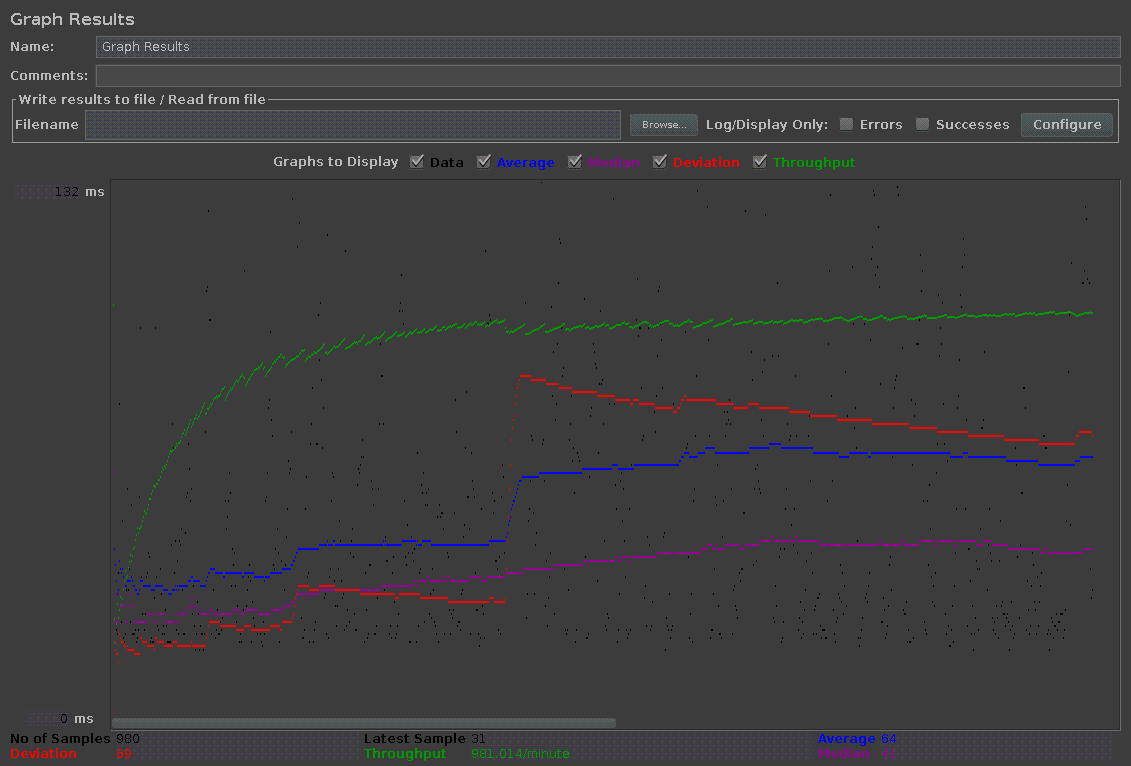 Graph Results
Name: Graph Results
Comments:
Write results to file / Read from file
Filename Browse... Log/Display Only: Errors Successes Configure
Graphs to Display Data Average Median Deviation Throughput
132 ms
0 ms
No of Samples 980 Latest Sample 31 Average 64
Deviation Throughput 991.014/minute Median 41